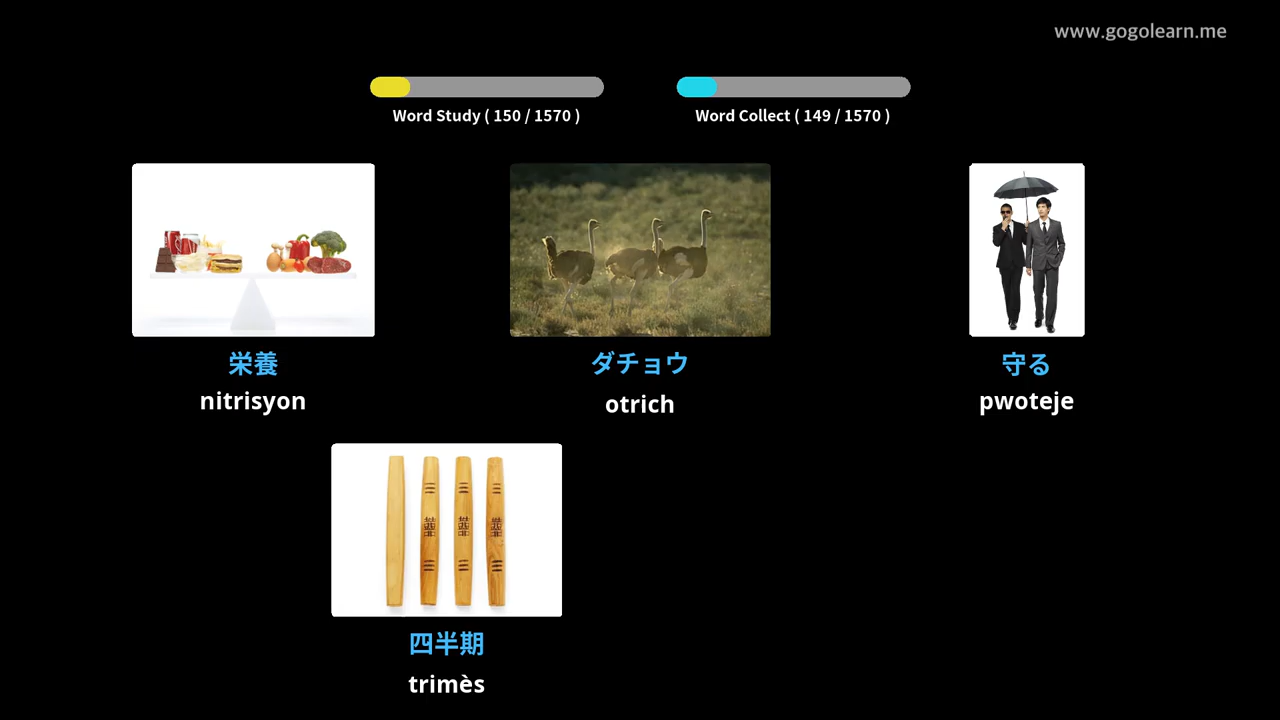 www.gogolearn.me
Word Study ( 150 / 1570 )
Word Collect ( 149 / 1570 )
栄養
nitrisyon
ダチョウ
otrich
守る
pwoteje
四半期
trimès